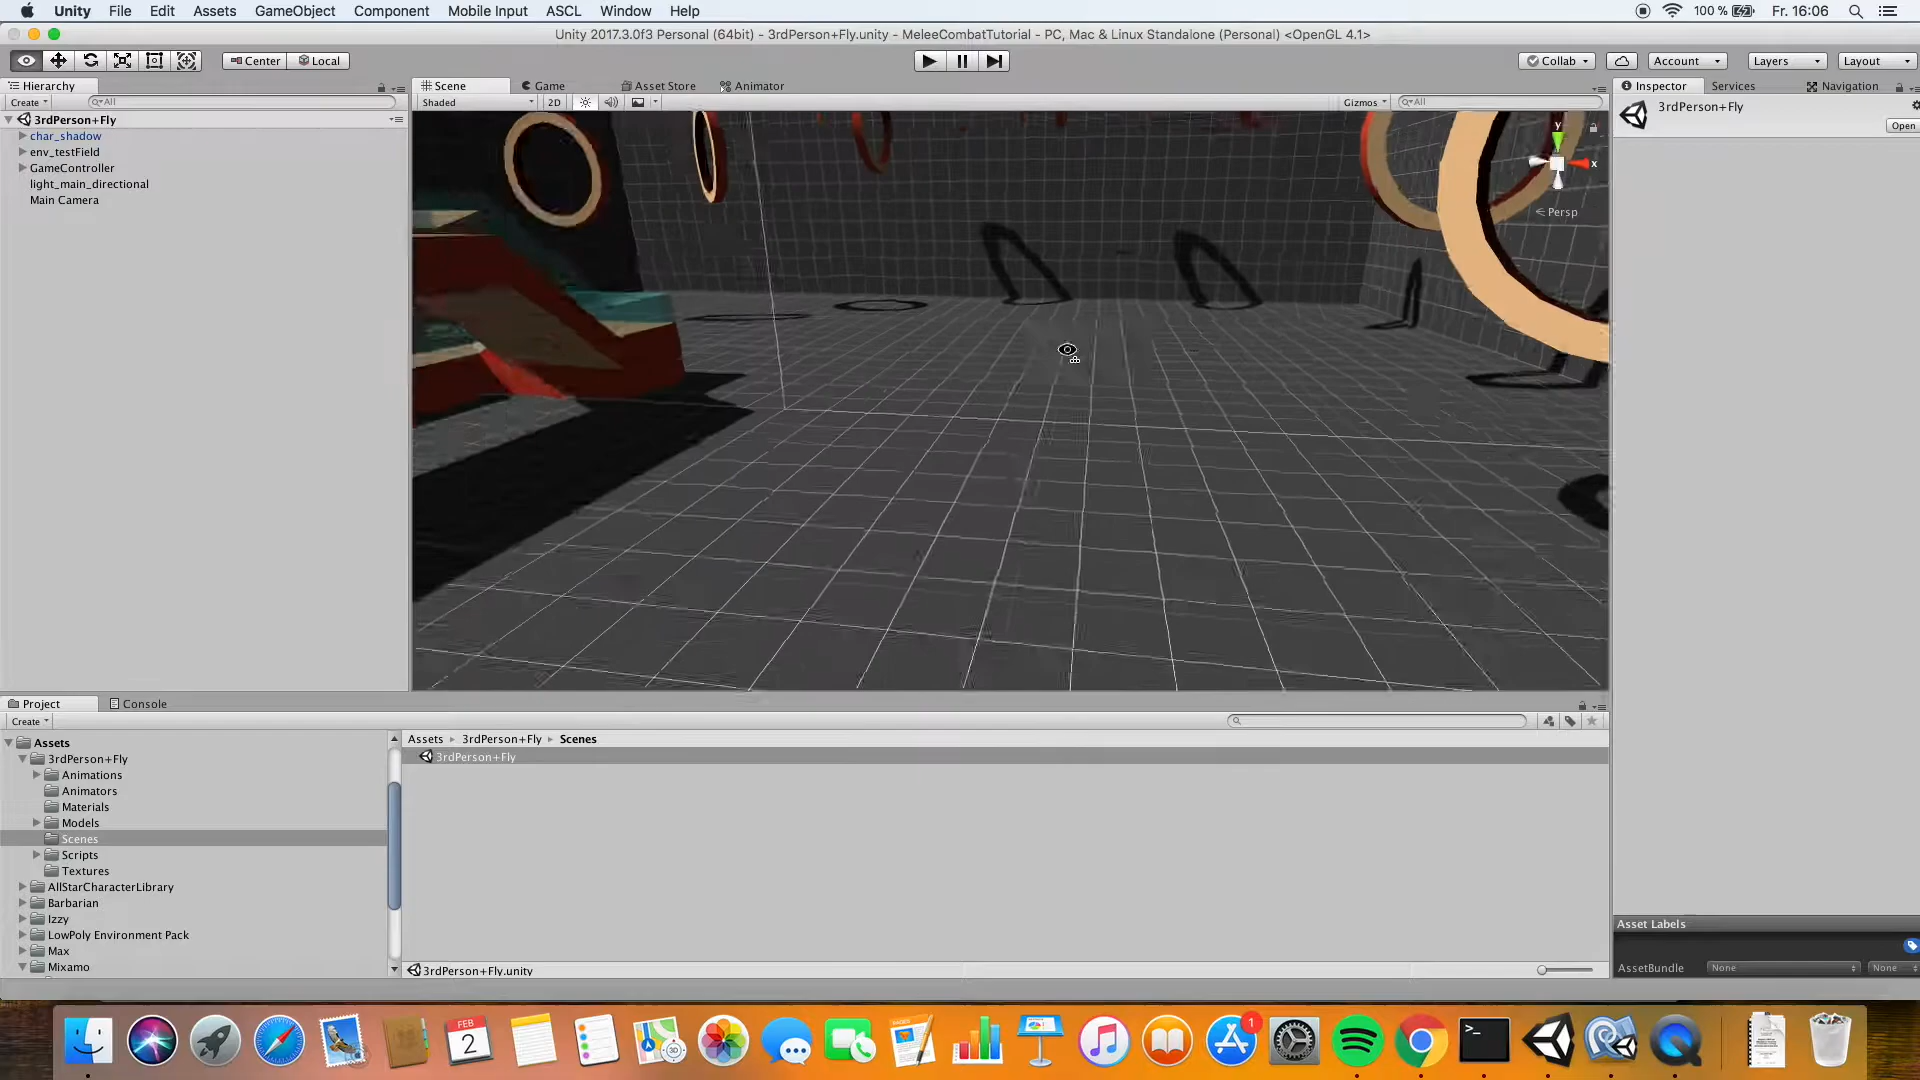 Unity File Edit Assets GameObject Component Mobile Input ASCL Window Help 100 % Fr. 16:06
Unity 2017.3.0f3 Personal (64bit) - 3rdPerson+Fly.unity - MeleeCombatTutorial - PC, Mac & Linux Standalone (Personal) <OpenGL 4.1>
Center Local Collab Account Layers Layout
Hierarchy Scene Game Asset Store Animator Inspector Services Navigation
Create All Shaded 2D Gizmos All
3rdPerson+Fly
Open
3rdPerson+Fly
char_shadow
env_testField
GameController
light_main_directional
Main Camera
y
x
Persp
Project Console
Create
Assets
3rdPerson+Fly
Animations
Animators
Materials
Models
Scenes
Scripts
Textures
AllStarCharacterLibrary
Barbarian
Izzy
LowPoly Environment Pack
Max
Mixamo
Assets 3rdPerson+Fly Scenes
3rdPerson+Fly
3rdPerson+Fly.unity
Asset Labels
AssetBundle None None
FEB
2
3D
PAGES
1